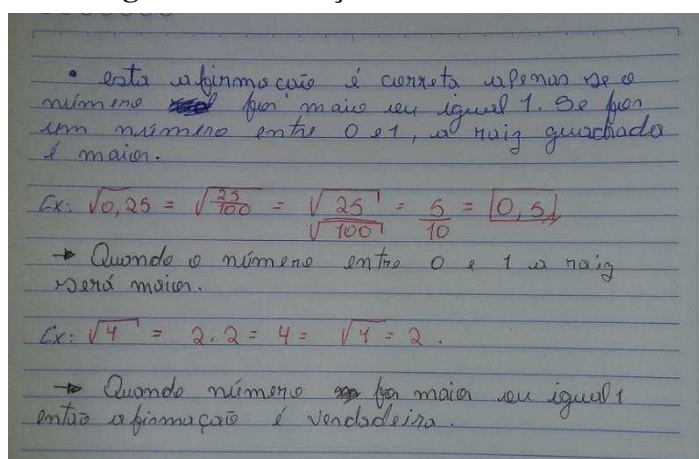 • esta afirmação é correta apenas se o
número for maio ou igual 1. Se for
um número entre 0 e 1, a raiz quadrada
é maior.
Ex: √0,25 = √25/100 = √25/√100 = 5/10 = 0,5
→ Quando o número entre 0 e 1 a raiz
será maior.
Ex: √4 = 2.2 = 4 = √4 = 2.
→ Quando número for maior ou igual 1
então afirmação é verdadeira.